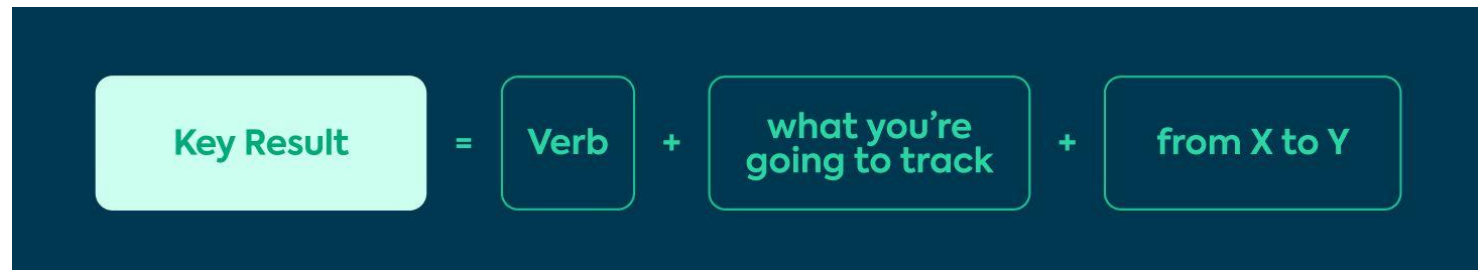 Key Result = Verb + what you're
going to track + from X to Y